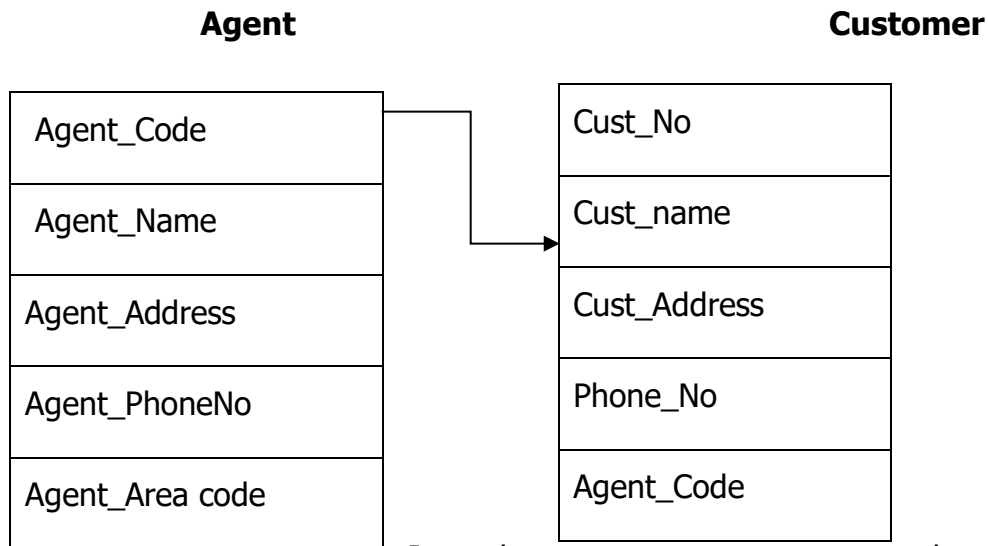 Agent
Customer
Agent_Code
Agent_Name
Agent_Address
Agent_PhoneNo
Agent_Area code
Cust_No
Cust_name
Cust_Address
Phone_No
Agent_Code